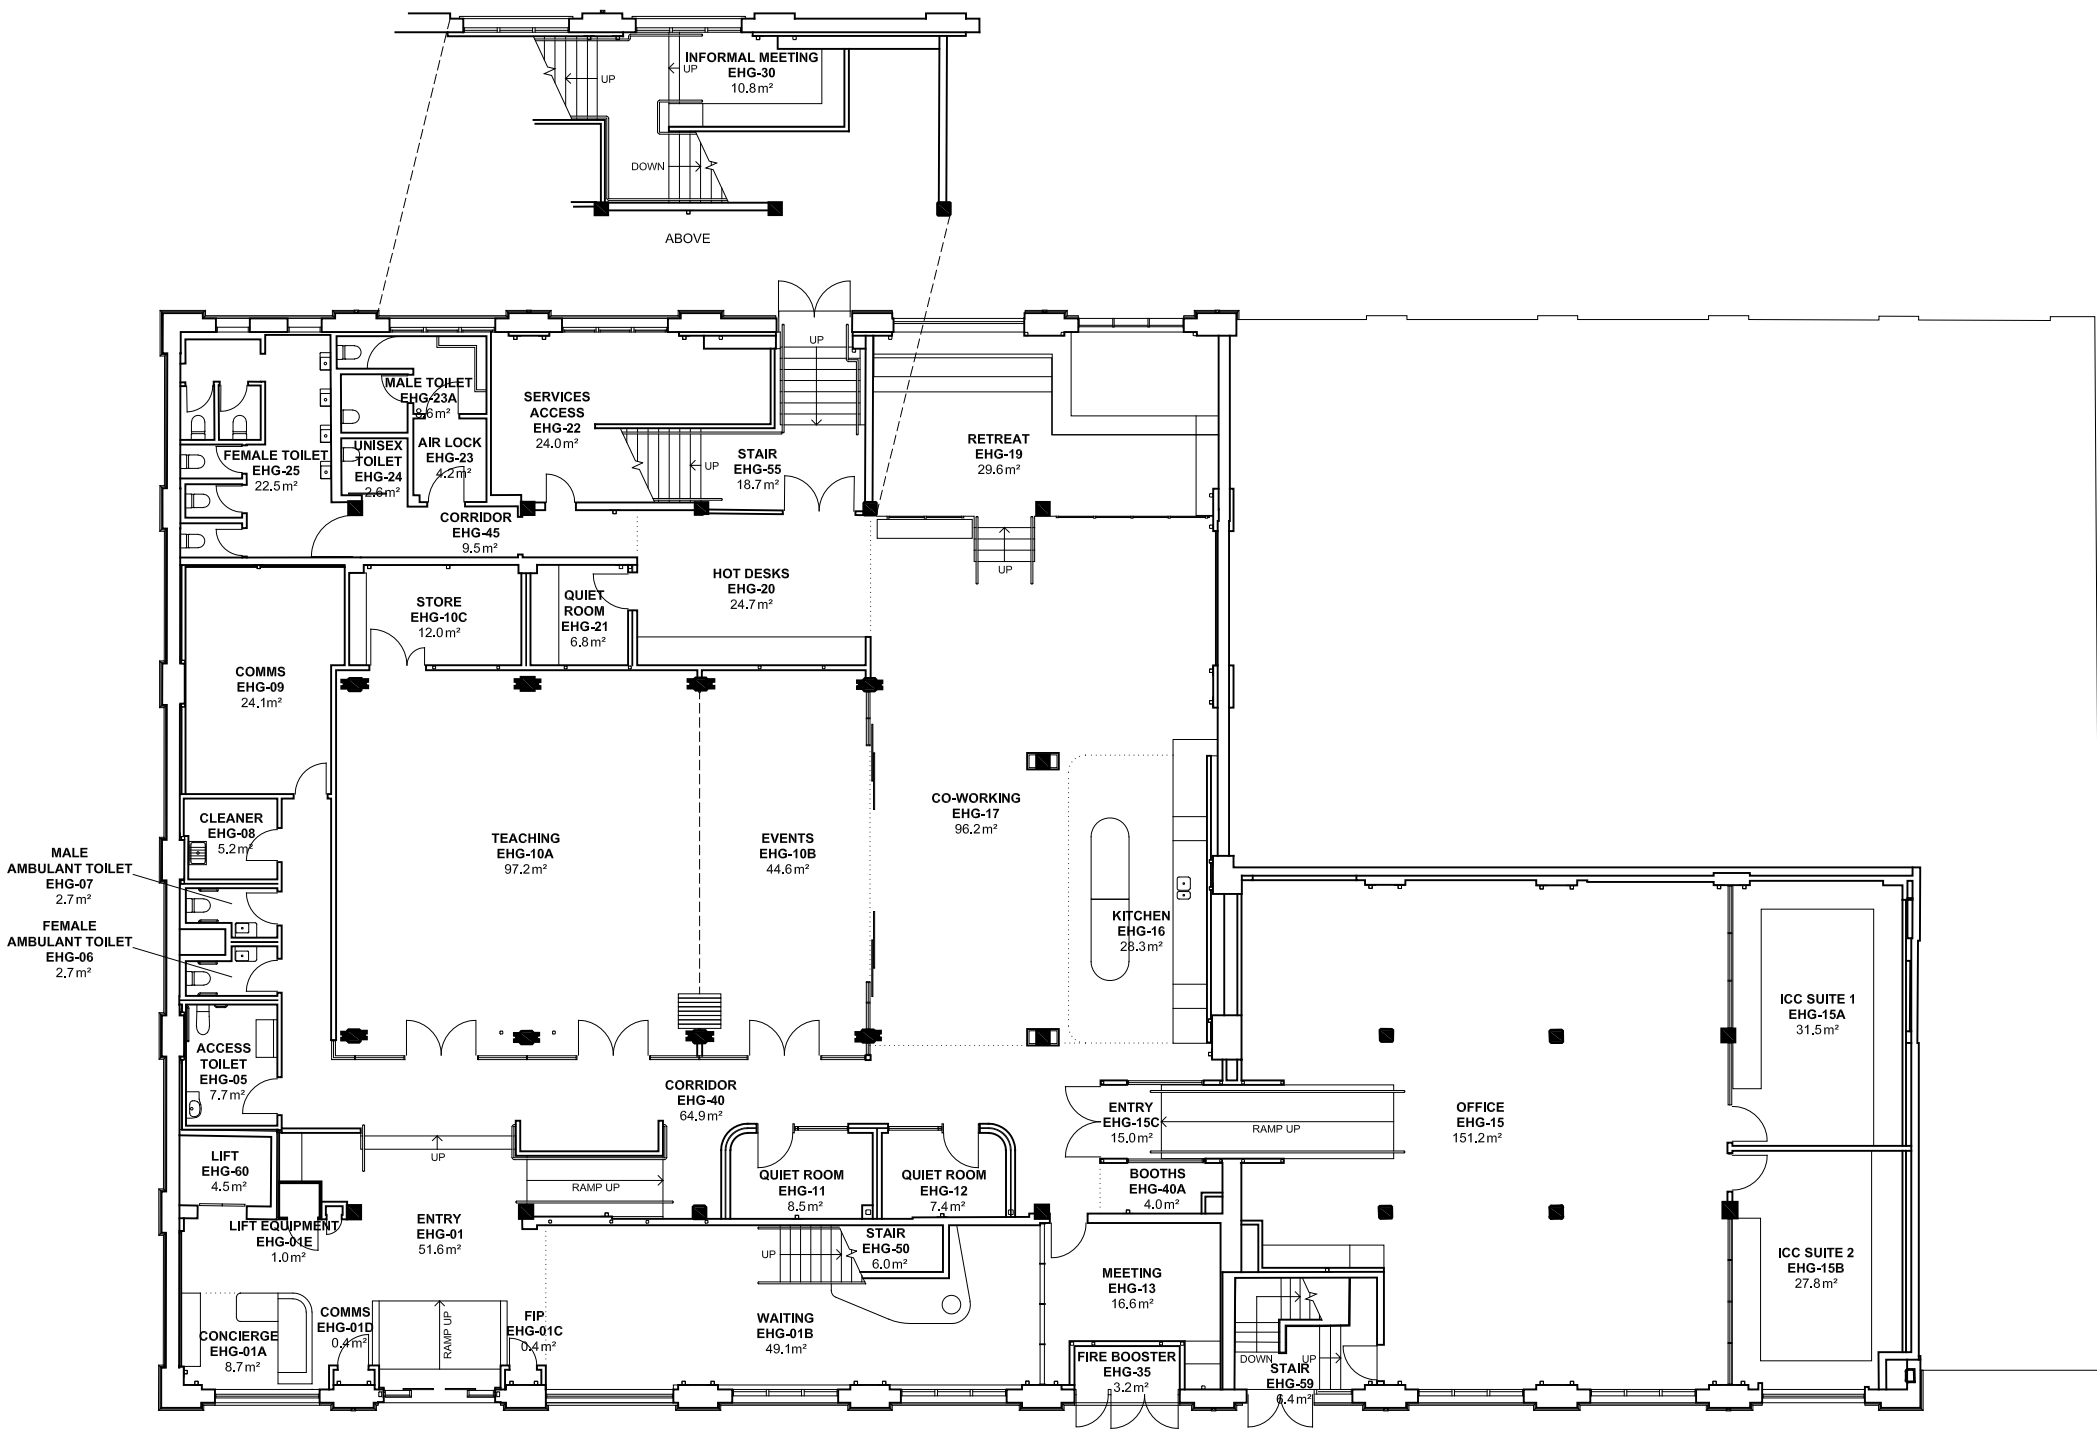 INFORMAL MEETING
EHG-30
10.8m²
UP
UP
DOWN
ABOVE
UP
MALE TOILET
EHG-23A
8.6m²
SERVICES
ACCESS
EHG-22
24.0m²
AIR LOCK
EHG-23
4.2m²
UNISEX
TOILET
EHG-24
2.6m²
FEMALE TOILET
EHG-25
22.5m²
UP
STAIR
EHG-55
18.7m²
RETREAT
EHG-19
29.6m²
CORRIDOR
EHG-45
9.5m²
UP
HOT DESKS
EHG-20
24.7m²
STORE
EHG-10C
12.0m²
QUIET
ROOM
EHG-21
6.8m²
COMMS
EHG-09
24.1m²
CLEANER
EHG-08
5.2m²
MALE
AMBULANT TOILET
EHG-07
2.7m²
FEMALE
AMBULANT TOILET
EHG-06
2.7m²
TEACHING
EHG-10A
97.2m²
EVENTS
EHG-10B
44.6m²
CO-WORKING
EHG-17
96.2m²
KITCHEN
EHG-16
28.3m²
ICC SUITE 1
EHG-15A
31.5m²
ACCESS
TOILET
EHG-05
7.7m²
CORRIDOR
EHG-40
64.9m²
ENTRY
EHG-15C
15.0m²
RAMP UP
OFFICE
EHG-15
151.2m²
UP
LIFT
EHG-60
4.5m²
RAMP UP
QUIET ROOM
EHG-11
8.5m²
QUIET ROOM
EHG-12
7.4m²
BOOTHS
EHG-40A
4.0m²
LIFT EQUIPMENT
EHG-01E
1.0m²
ENTRY
EHG-01
51.6m²
UP
STAIR
EHG-50
6.0m²
MEETING
EHG-13
16.6m²
ICC SUITE 2
EHG-15B
27.8m²
CONCIERGE
EHG-01A
8.7m²
COMMS
EHG-01D
0.4m²
RAMP UP
FIP
EHG-01C
0.4m²
WAITING
EHG-01B
49.1m²
FIRE BOOSTER
EHG-35
3.2m²
DOWN
UP
STAIR
EHG-59
6.4m²